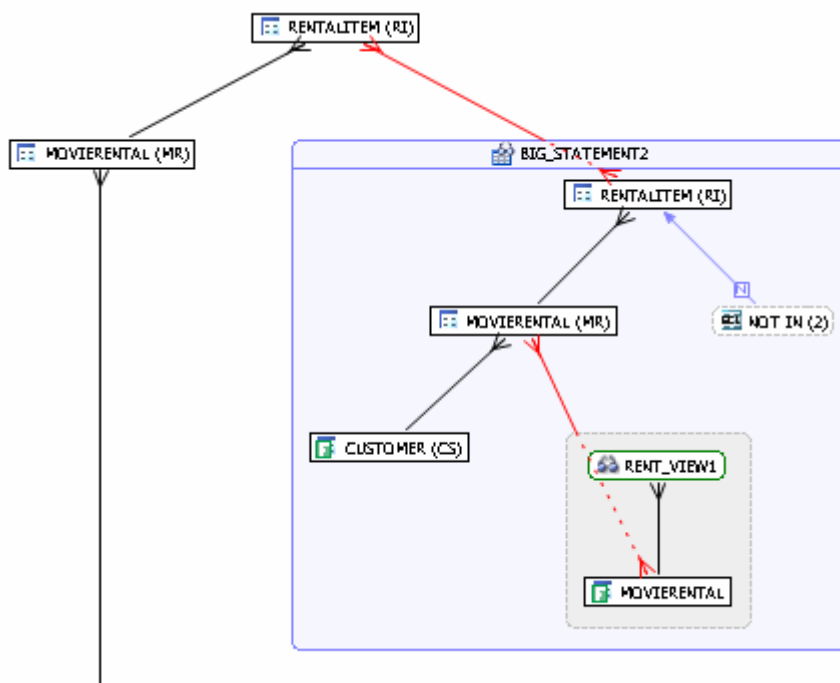 RENTALITEM (RI)
MOVIERENTAL (MR)
BIG_STATEMENT2
RENTALITEM (RI)
N
MOVIERENTAL (MR)
NOT IN (2)
CUSTOMER (CS)
RENT_VIEW1
MOVIERENTAL